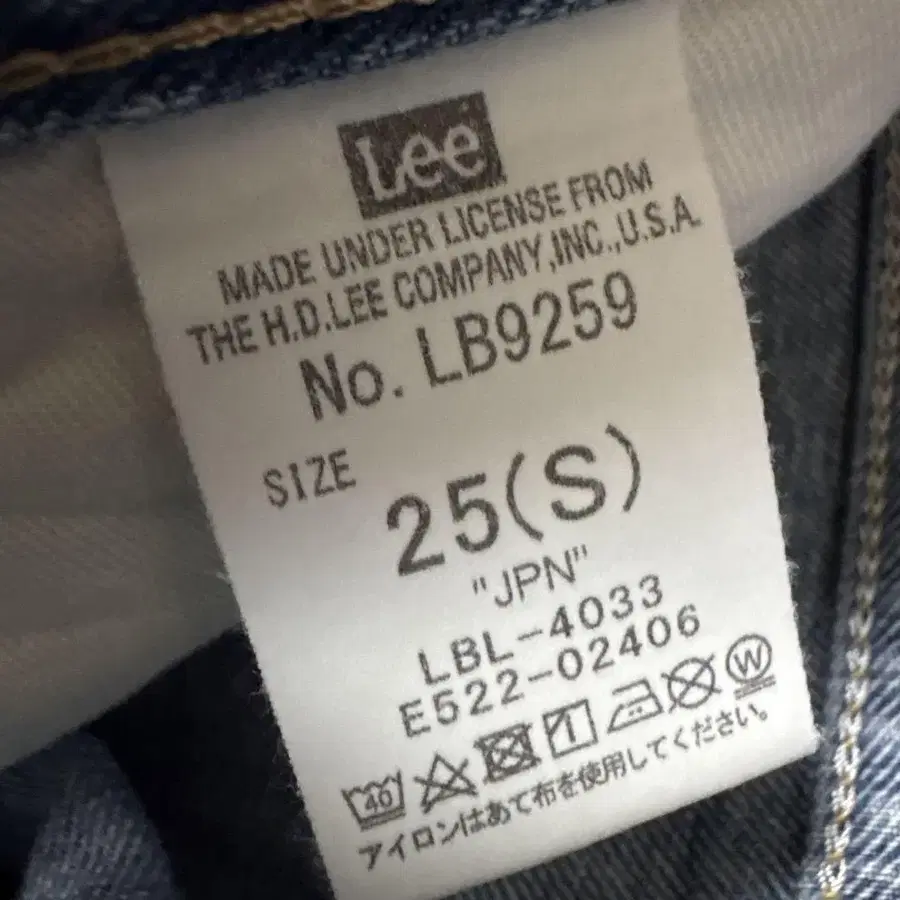 Lee
MADE UNDER LICENSE FROM
THE H.D.LEE COMPANY,INC.,U.S.A.
No. LB9259
SIZE
25(S)
"JPN"
LBL-4033
E522-02406
40 W
アイロンはあて布を使用してください。